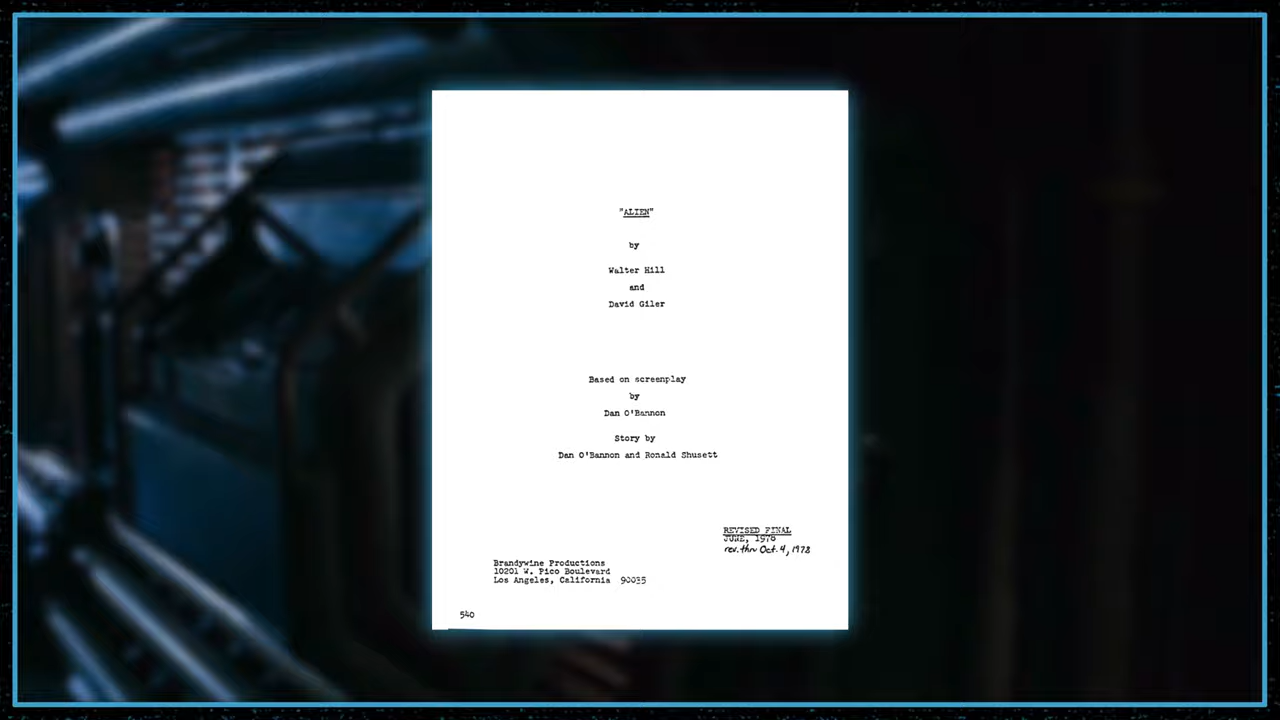 "ALIEN"
by
Walter Hill
and
David Giler
Based on screenplay
by
Dan O'Bannon
Story by
Dan O'Bannon and Ronald Shusett
REVISED FINAL
JUNE, 1978
rev. thru Oct. 4, 1978
Brandywine Productions
10201 W. Pico Boulevard
Los Angeles, California 90035
540